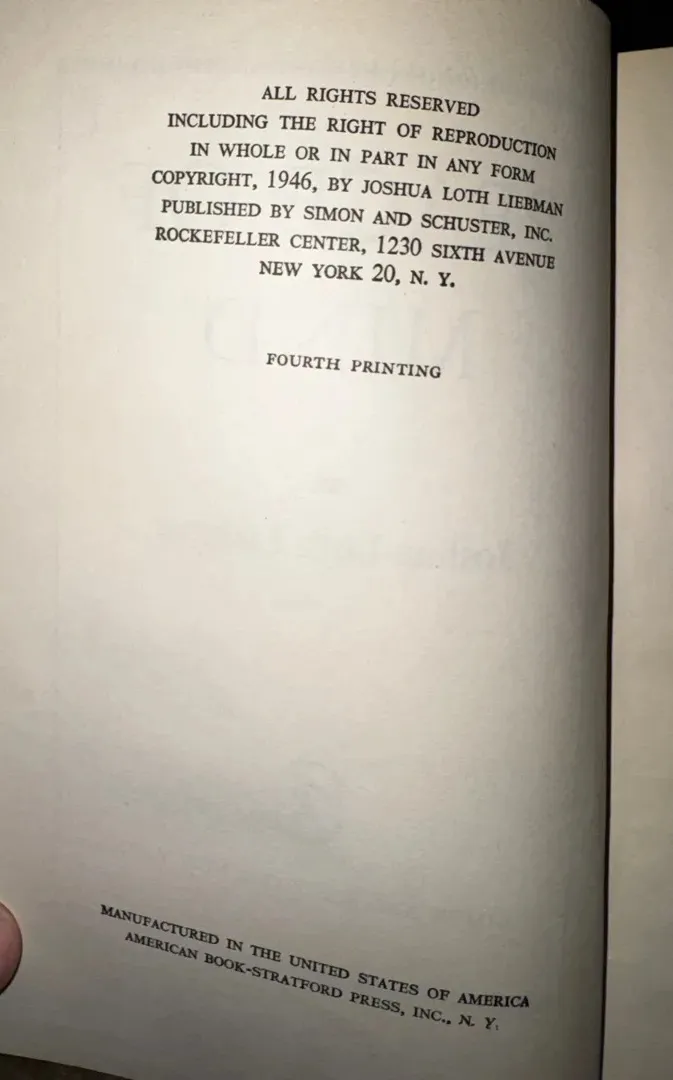 ALL RIGHTS RESERVED
INCLUDING THE RIGHT OF REPRODUCTION
IN WHOLE OR IN PART IN ANY FORM
COPYRIGHT, 1946, BY JOSHUA LOTH LIEBMAN
PUBLISHED BY SIMON AND SCHUSTER, INC.
ROCKEFELLER CENTER, 1230 SIXTH AVENUE
NEW YORK 20, N. Y.
FOURTH PRINTING
MANUFACTURED IN THE UNITED STATES OF AMERICA
AMERICAN BOOK-STRATFORD PRESS, INC., N. Y.